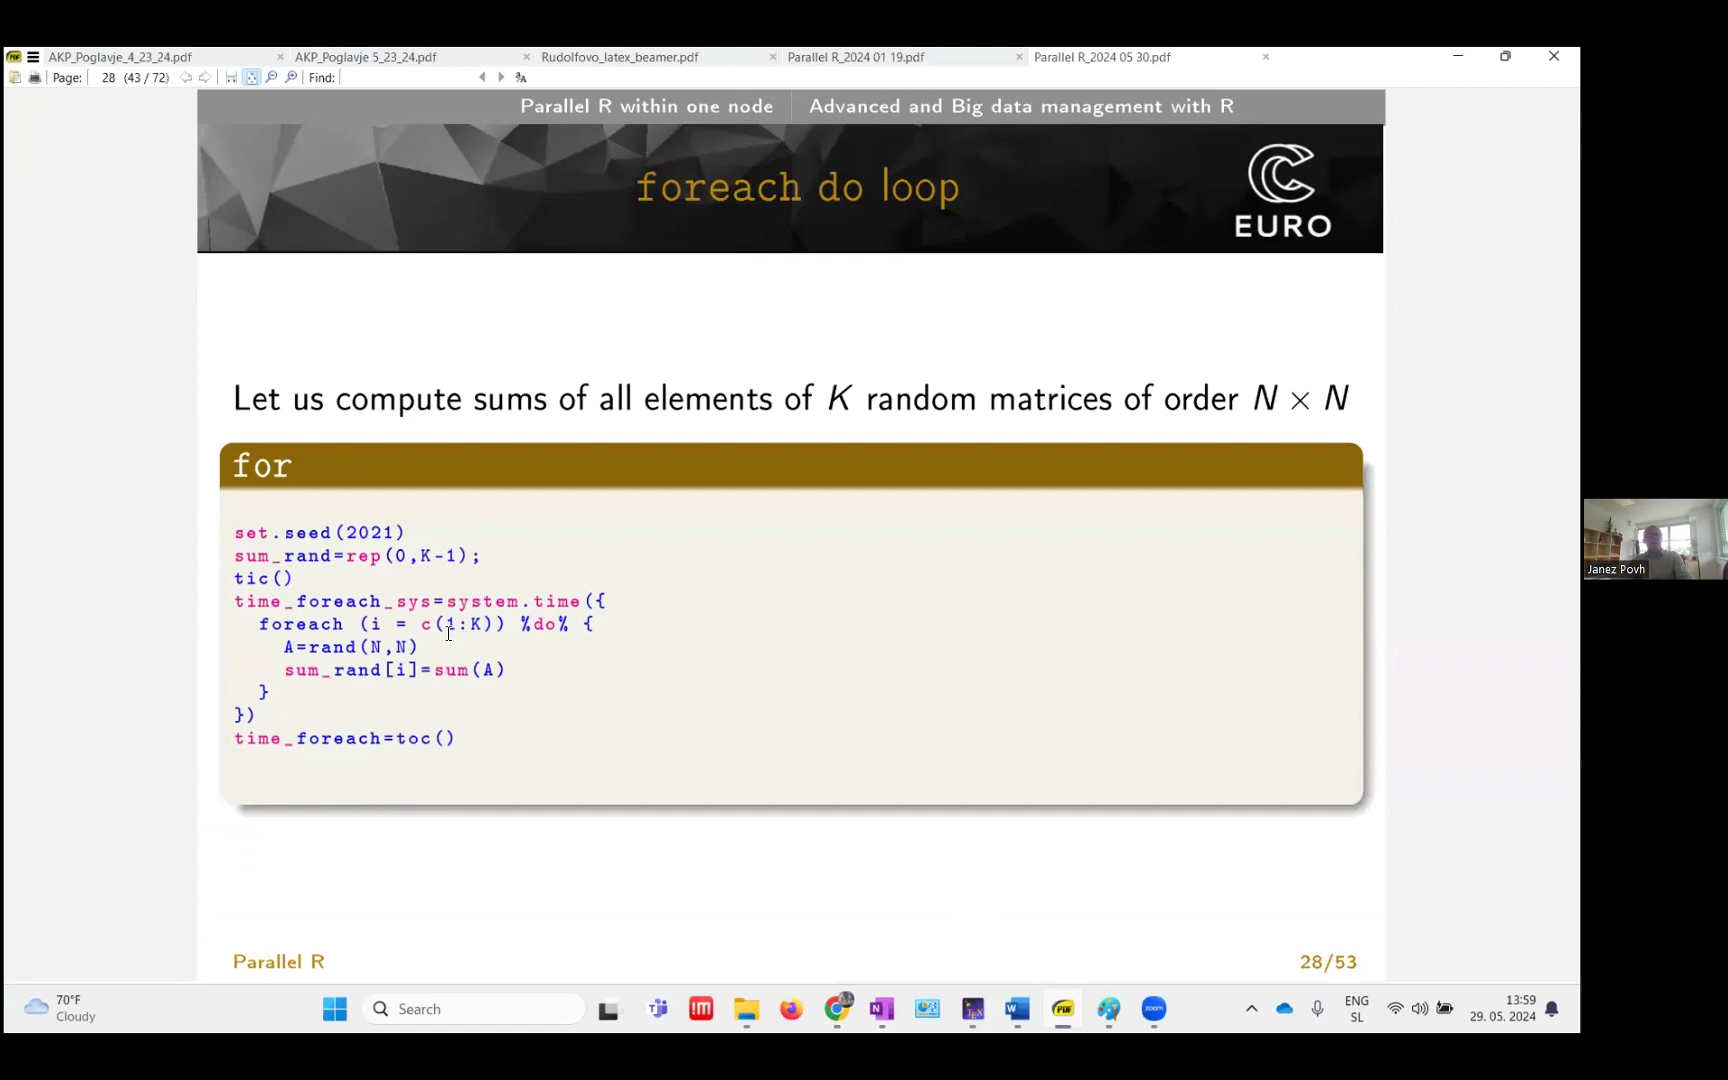 AKP_Poglavje_4_23_24.pdf
AKP_Poglavje 5_23_24.pdf
Rudolfovo_latex_beamer.pdf
Parallel R_2024 01 19.pdf
Parallel R_2024 05 30.pdf
Page: 28 (43 / 72) Find:
Parallel R within one node Advanced and Big data management with R
foreach do loop
EURO
Let us compute sums of all elements of K random matrices of order N × N
for
set.seed(2021)
sum_rand=rep(0,K-1);
tic()
time_foreach_sys=system.time({
foreach (i = c(1:K)) %do% {
A=rand(N,N)
sum_rand[i]=sum(A)
}
})
time_foreach=toc()
Parallel R
28/53
Janez Povh
70°F
Cloudy
Search
ENG
SL
13:59
29. 05. 2024